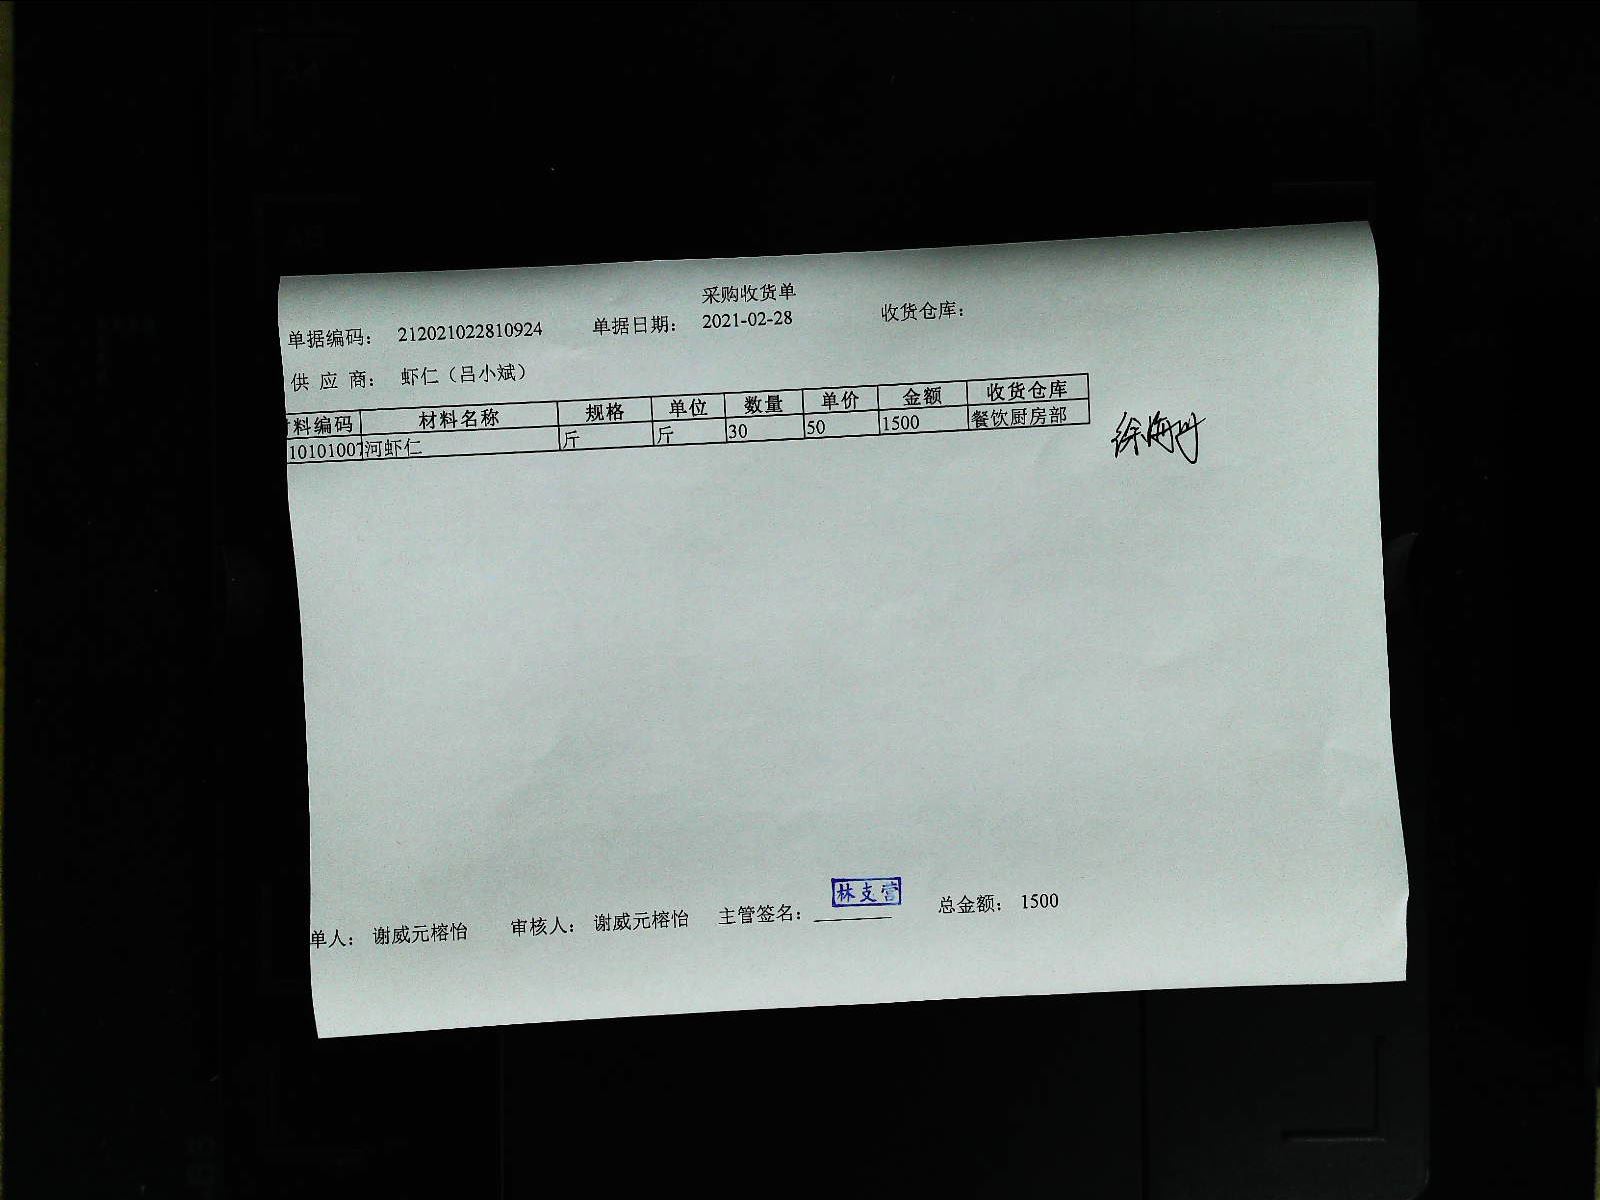 采购收货单
单据编码： 212021022810924 单据日期： 2021-02-28 收货仓库：
供 应 商： 虾仁（吕小斌）
料编码 材料名称 规格 单位 数量 单价 金额 收货仓库
10101007 河虾仁 斤 斤 30 50 1500 餐饮厨房部
徐海丹
单人： 谢威元榕怡 审核人： 谢威元榕怡 主管签名： 林支营 总金额： 1500